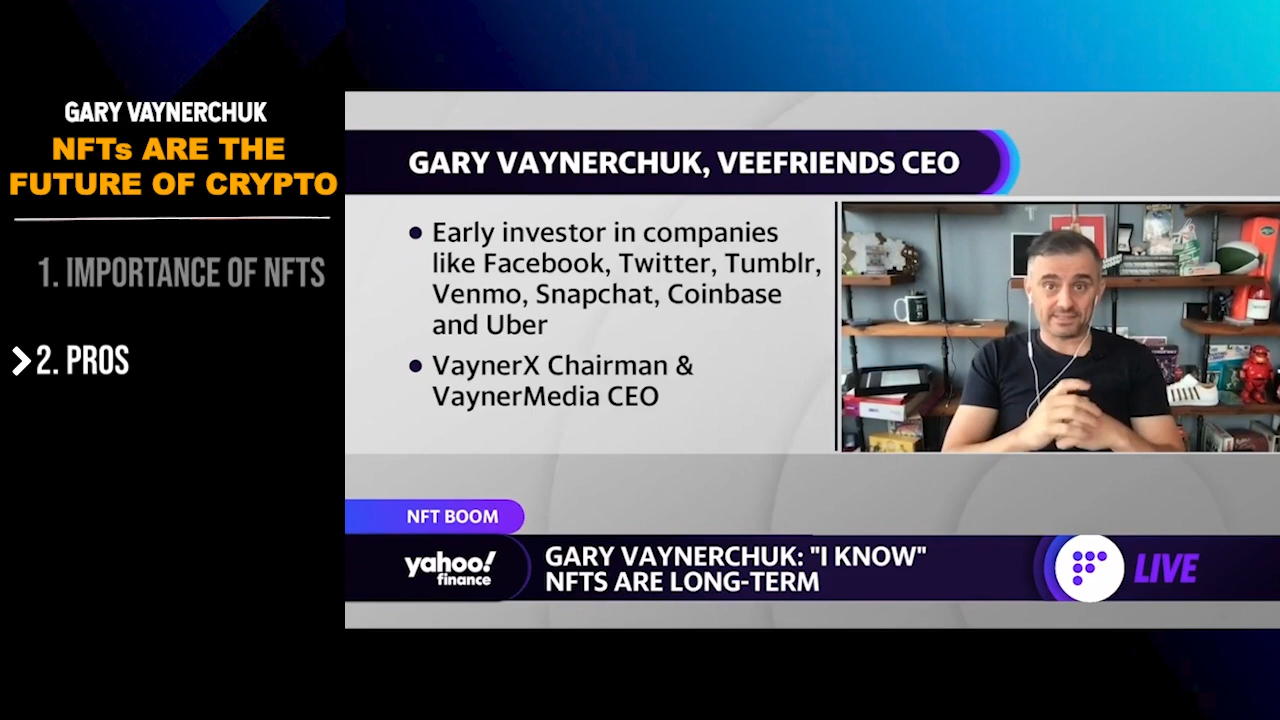 GARY VAYNERCHUK
NFTs ARE THE
FUTURE OF CRYPTO
1. IMPORTANCE OF NFTS
2. PROS
GARY VAYNERCHUK, VEEFRIENDS CEO
• Early investor in companies
like Facebook, Twitter, Tumblr,
Venmo, Snapchat, Coinbase
and Uber
• VaynerX Chairman &
VaynerMedia CEO
NFT BOOM
yahoo!
finance
GARY VAYNERCHUK: "I KNOW"
NFTS ARE LONG-TERM
LIVE